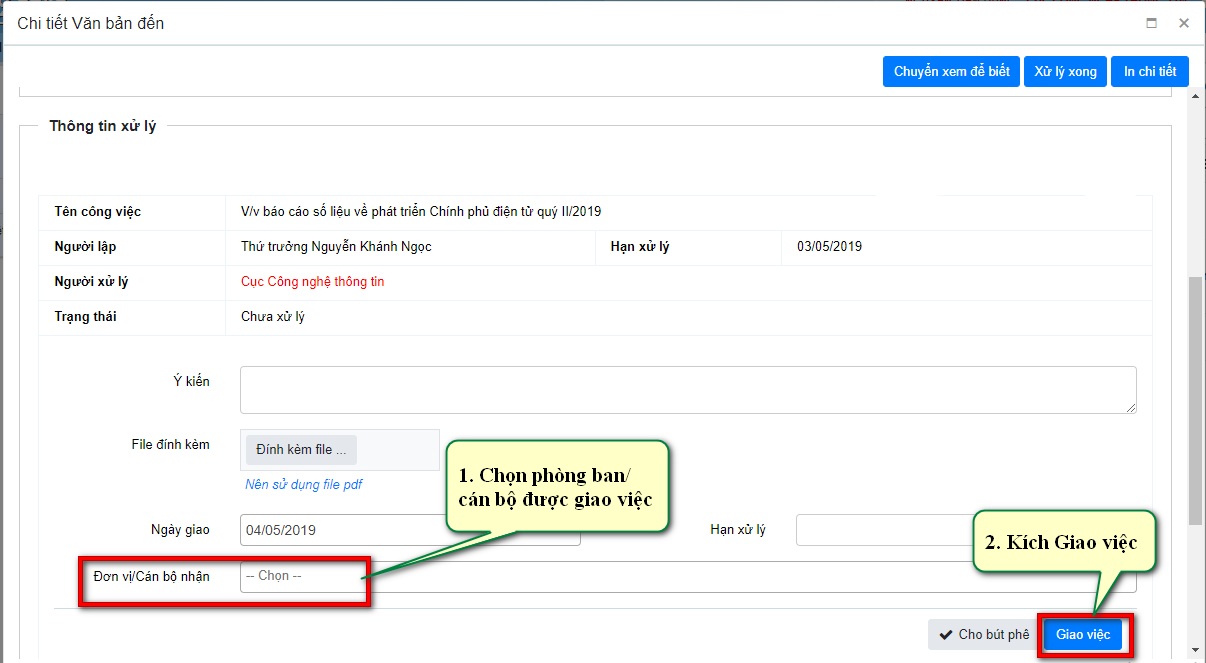 Chi tiết Văn bản đến
Chuyển xem để biết Xử lý xong In chi tiết
Thông tin xử lý
Tên công việc V/v báo cáo số liệu về phát triển Chính phủ điện tử quý II/2019
Người lập Thứ trưởng Nguyễn Khánh Ngọc Hạn xử lý 03/05/2019
Người xử lý Cục Công nghệ thông tin
Trạng thái Chưa xử lý
Ý kiến
File đính kèm Đính kèm file ...
Nên sử dụng file pdf
1. Chọn phòng ban/
cán bộ được giao việc
Ngày giao 04/05/2019 Hạn xử lý
2. Kích Giao việc
Đơn vị/Cán bộ nhận -- Chọn --
Cho bút phê Giao việc